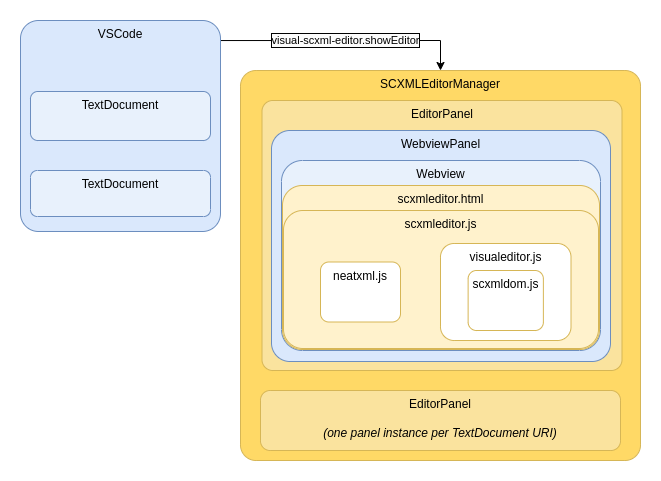 VSCode
visual-scxml-editor.showEditor
TextDocument
TextDocument
SCXMLEditorManager
EditorPanel
WebviewPanel
Webview
scxmleditor.html
scxmleditor.js
neatxml.js
visualeditor.js
scxmldom.js
EditorPanel
(one panel instance per TextDocument URI)